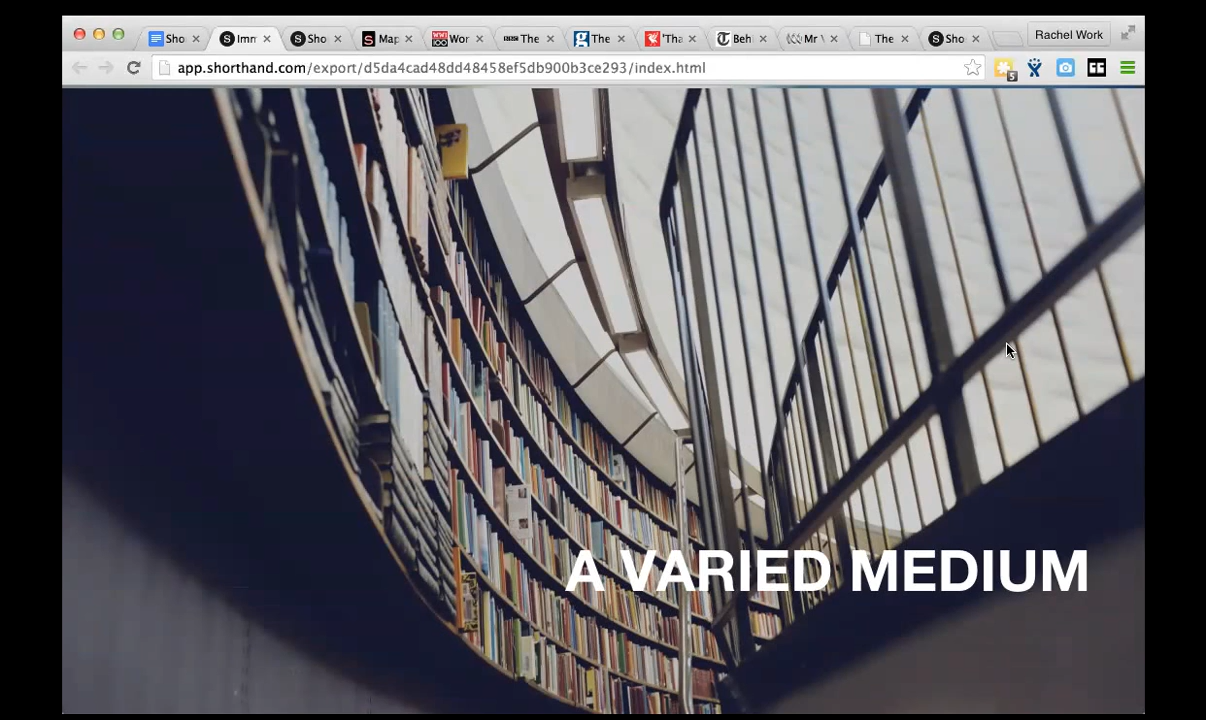 Sho
Imm
Sho
Map
Wor
The
The
'Tha
Beh
Mr \
The
Sho
Rachel Work
app.shorthand.com/export/d5da4cad48dd48458ef5db900b3ce293/index.html
5
A VARIED MEDIUM